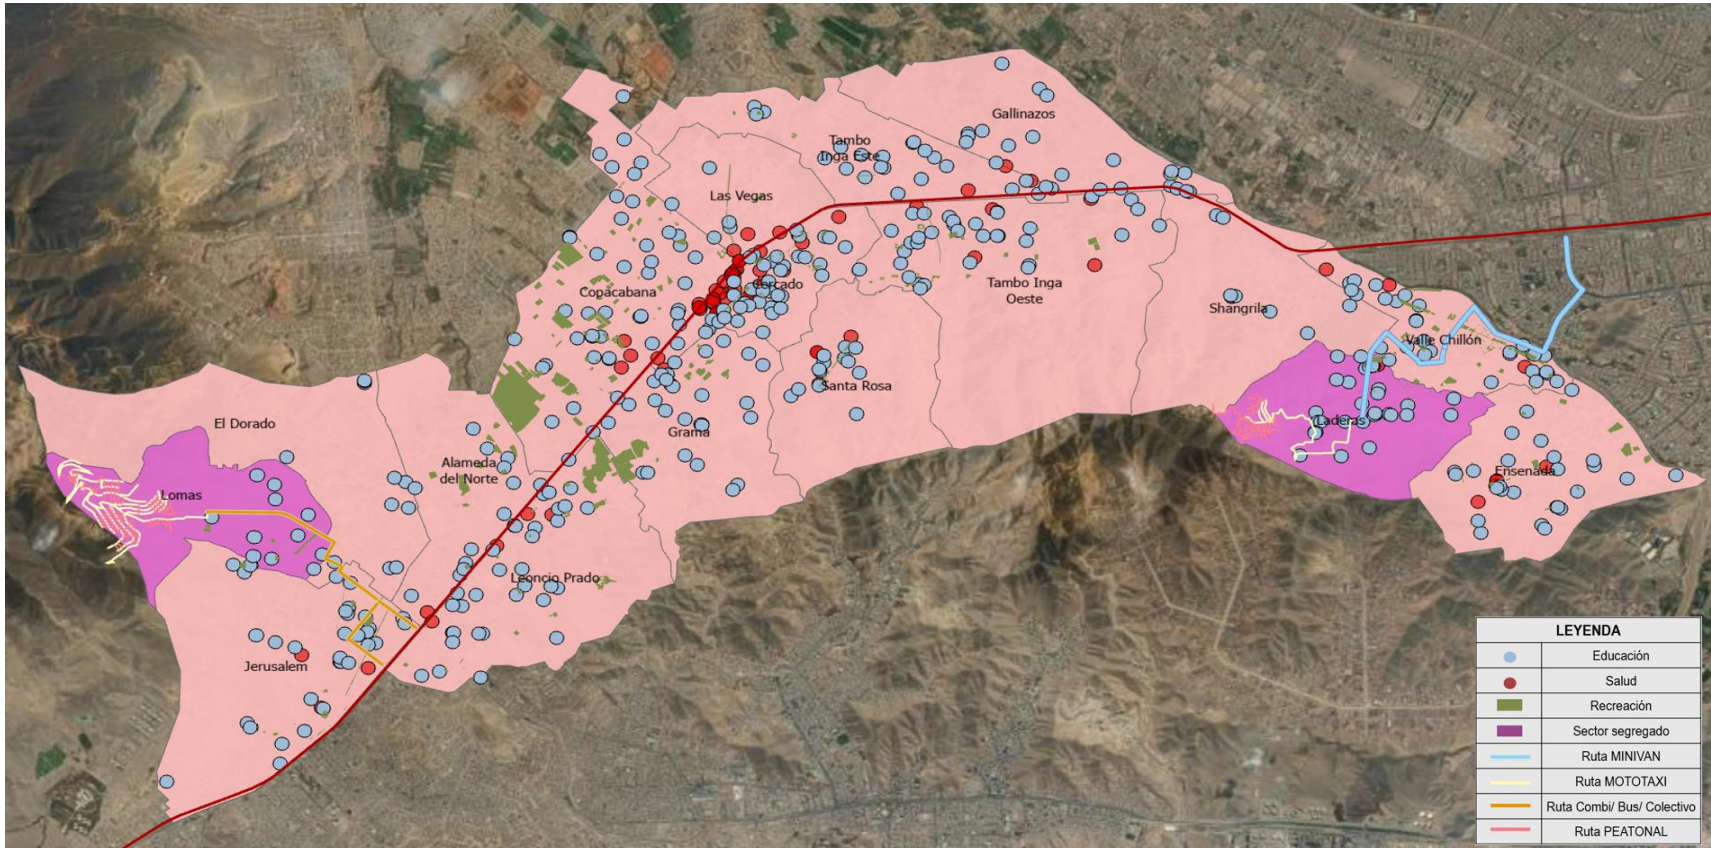 Gallinazos
Tambo
Inga Este
Las Vegas
Copacabana
Cercado
Tambo Inga
Oeste
Shangrila
Valle Chillón
Santa Rosa
El Dorado
Laderas
Grama
Alameda
del Norte
Ensenada
Lomas
Leoncio Prado
Jerusalem
LEYENDA
Educación
Salud
Recreación
Sector segregado
Ruta MINIVAN
Ruta MOTOTAXI
Ruta Combi/ Bus/ Colectivo
Ruta PEATONAL